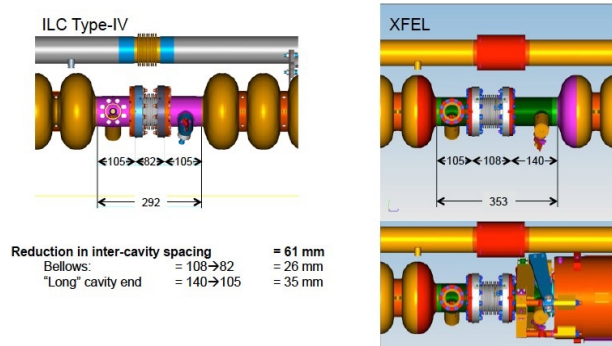 ILC Type-IV
XFEL
105 82 105
292
105 108 140
353
Reduction in inter-cavity spacing = 61 mm
Bellows: = 108→82 = 26 mm
"Long" cavity end = 140→105 = 35 mm